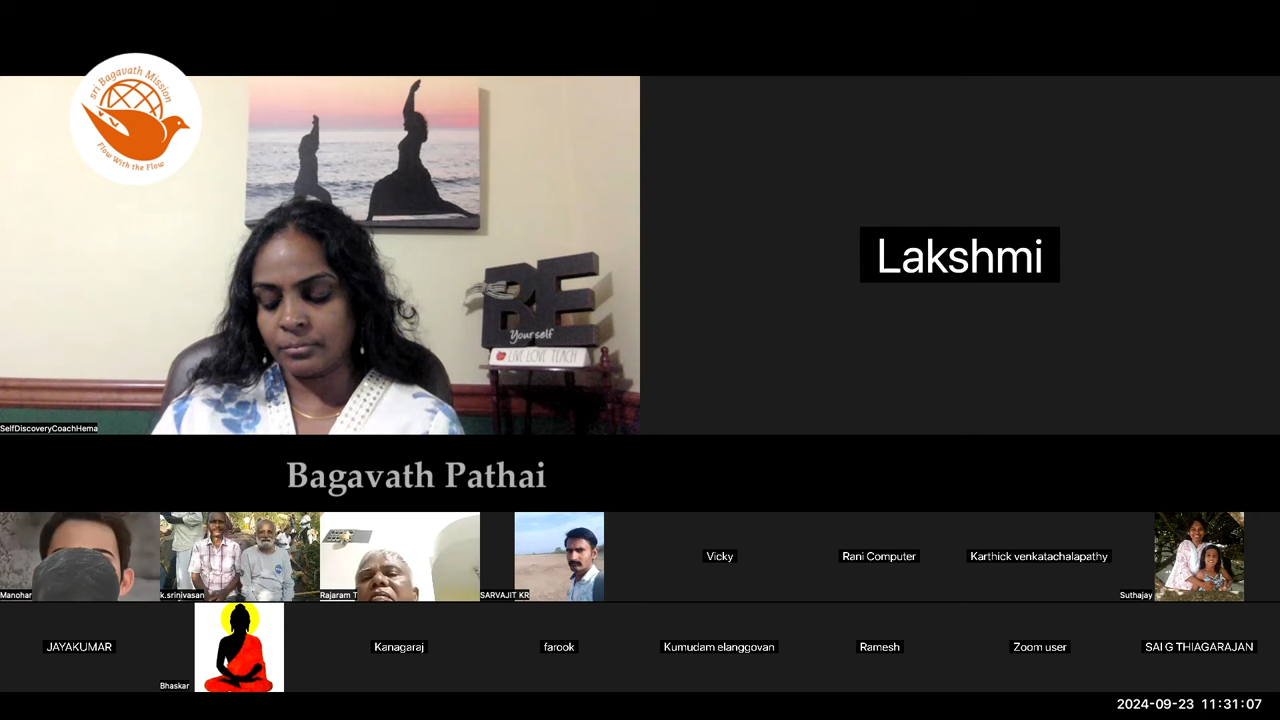 sri Bagavath Mission
Flow With the Flow
BE
Yourself
LIVE LOVE TEACH
SelfDiscoveryCoachHema
Lakshmi
Bagavath Pathai
Manohar
k.srinivasan
Rajaram T
SARVAJIT KR
Vicky
Rani Computer
Karthick venkatachalapathy
Suthajay
JAYAKUMAR
Bhaskar
Kanagaraj
farook
Kumudam elanggovan
Ramesh
Zoom user
SAI G THIAGARAJAN
2024-09-23 11:31:07